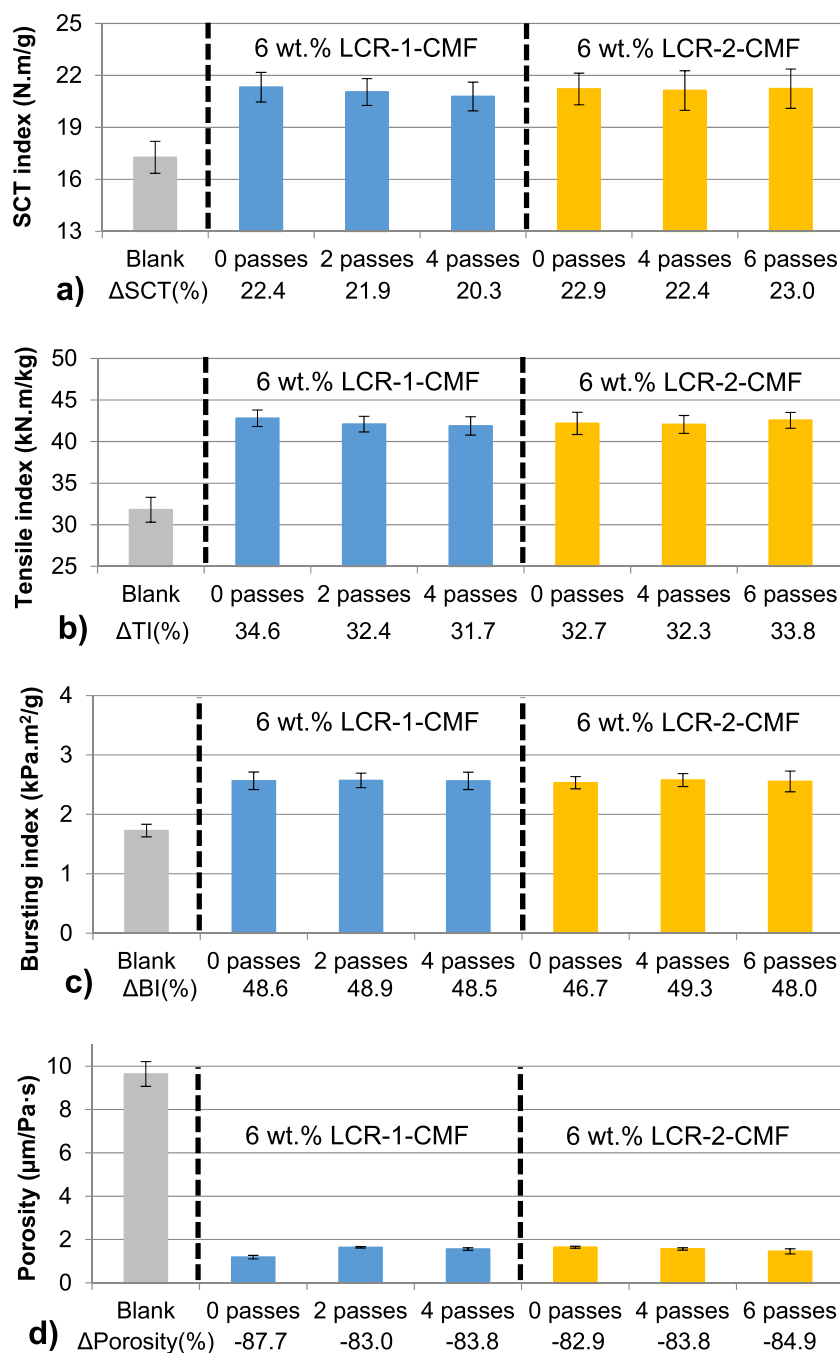 SCT index (N.m/g)
25
22
19
16
13
6 wt.% LCR-1-CMF
6 wt.% LCR-2-CMF
Blank 0 passes 2 passes 4 passes 0 passes 4 passes 6 passes
a) ΔSCT(%) 22.4 21.9 20.3 22.9 22.4 23.0
Tensile index (kN.m/kg)
50
45
40
35
30
25
6 wt.% LCR-1-CMF
6 wt.% LCR-2-CMF
Blank 0 passes 2 passes 4 passes 0 passes 4 passes 6 passes
b) ΔTI(%) 34.6 32.4 31.7 32.7 32.3 33.8
Bursting index (kPa.m²/g)
4
3
2
1
0
6 wt.% LCR-1-CMF
6 wt.% LCR-2-CMF
Blank 0 passes 2 passes 4 passes 0 passes 4 passes 6 passes
c) ΔBI(%) 48.6 48.9 48.5 46.7 49.3 48.0
Porosity (µm/Pa·s)
10
8
6
4
2
0
6 wt.% LCR-1-CMF
6 wt.% LCR-2-CMF
Blank 0 passes 2 passes 4 passes 0 passes 4 passes 6 passes
d) ΔPorosity(%) -87.7 -83.0 -83.8 -82.9 -83.8 -84.9